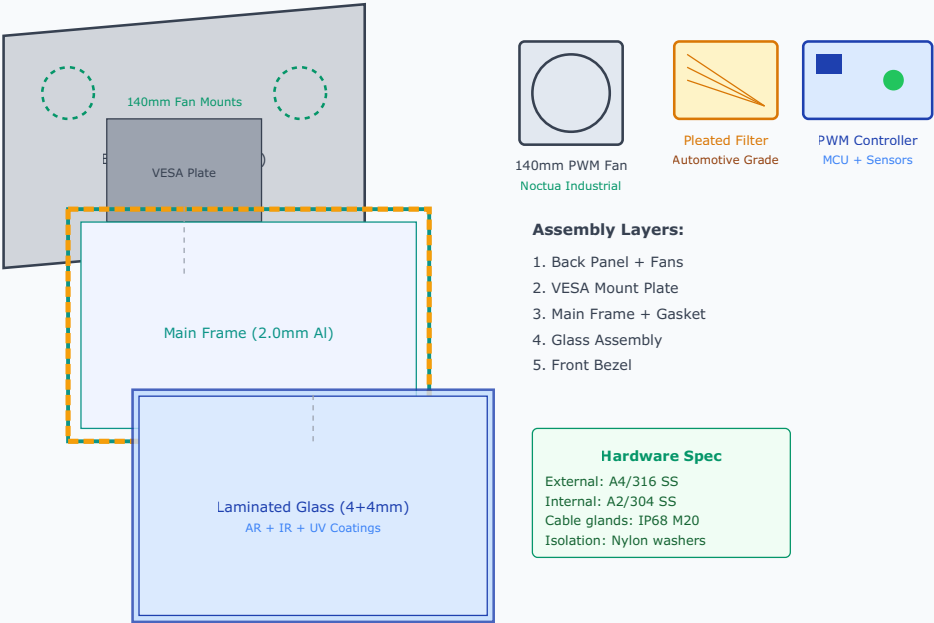 140mm Fan Mounts
VESA Plate
Main Frame (2.0mm Al)
Laminated Glass (4+4mm)
AR + IR + UV Coatings
140mm PWM Fan
Noctua Industrial
Pleated Filter
Automotive Grade
PWM Controller
MCU + Sensors
Assembly Layers:
1. Back Panel + Fans
2. VESA Mount Plate
3. Main Frame + Gasket
4. Glass Assembly
5. Front Bezel
Hardware Spec
External: A4/316 SS
Internal: A2/304 SS
Cable glands: IP68 M20
Isolation: Nylon washers